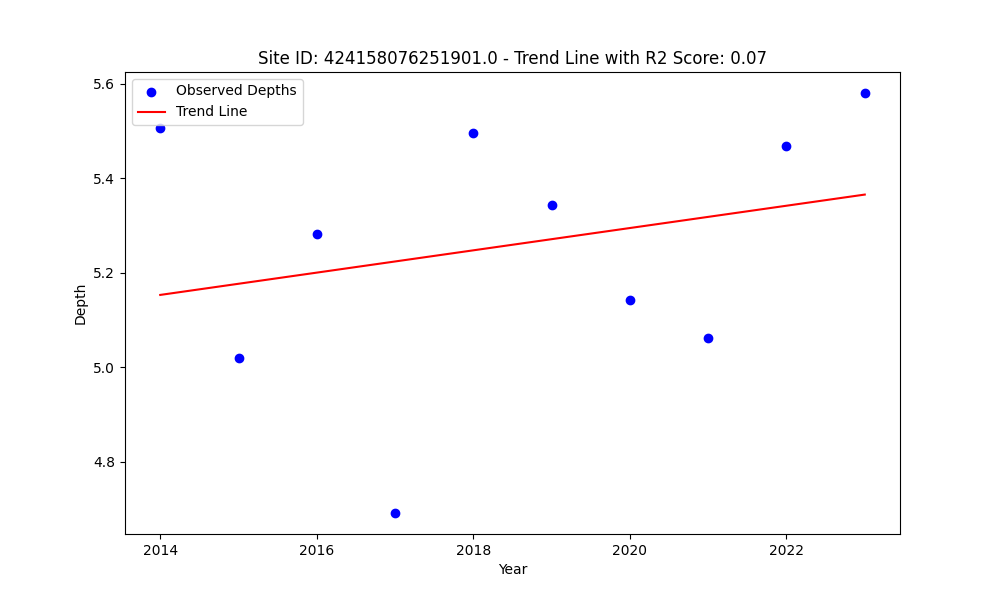 Site ID: 424158076251901.0 - Trend Line with R2 Score: 0.07
Observed Depths
Trend Line
5.6
5.4
5.2
5.0
4.8
Depth
2014
2016
2018
2020
2022
Year